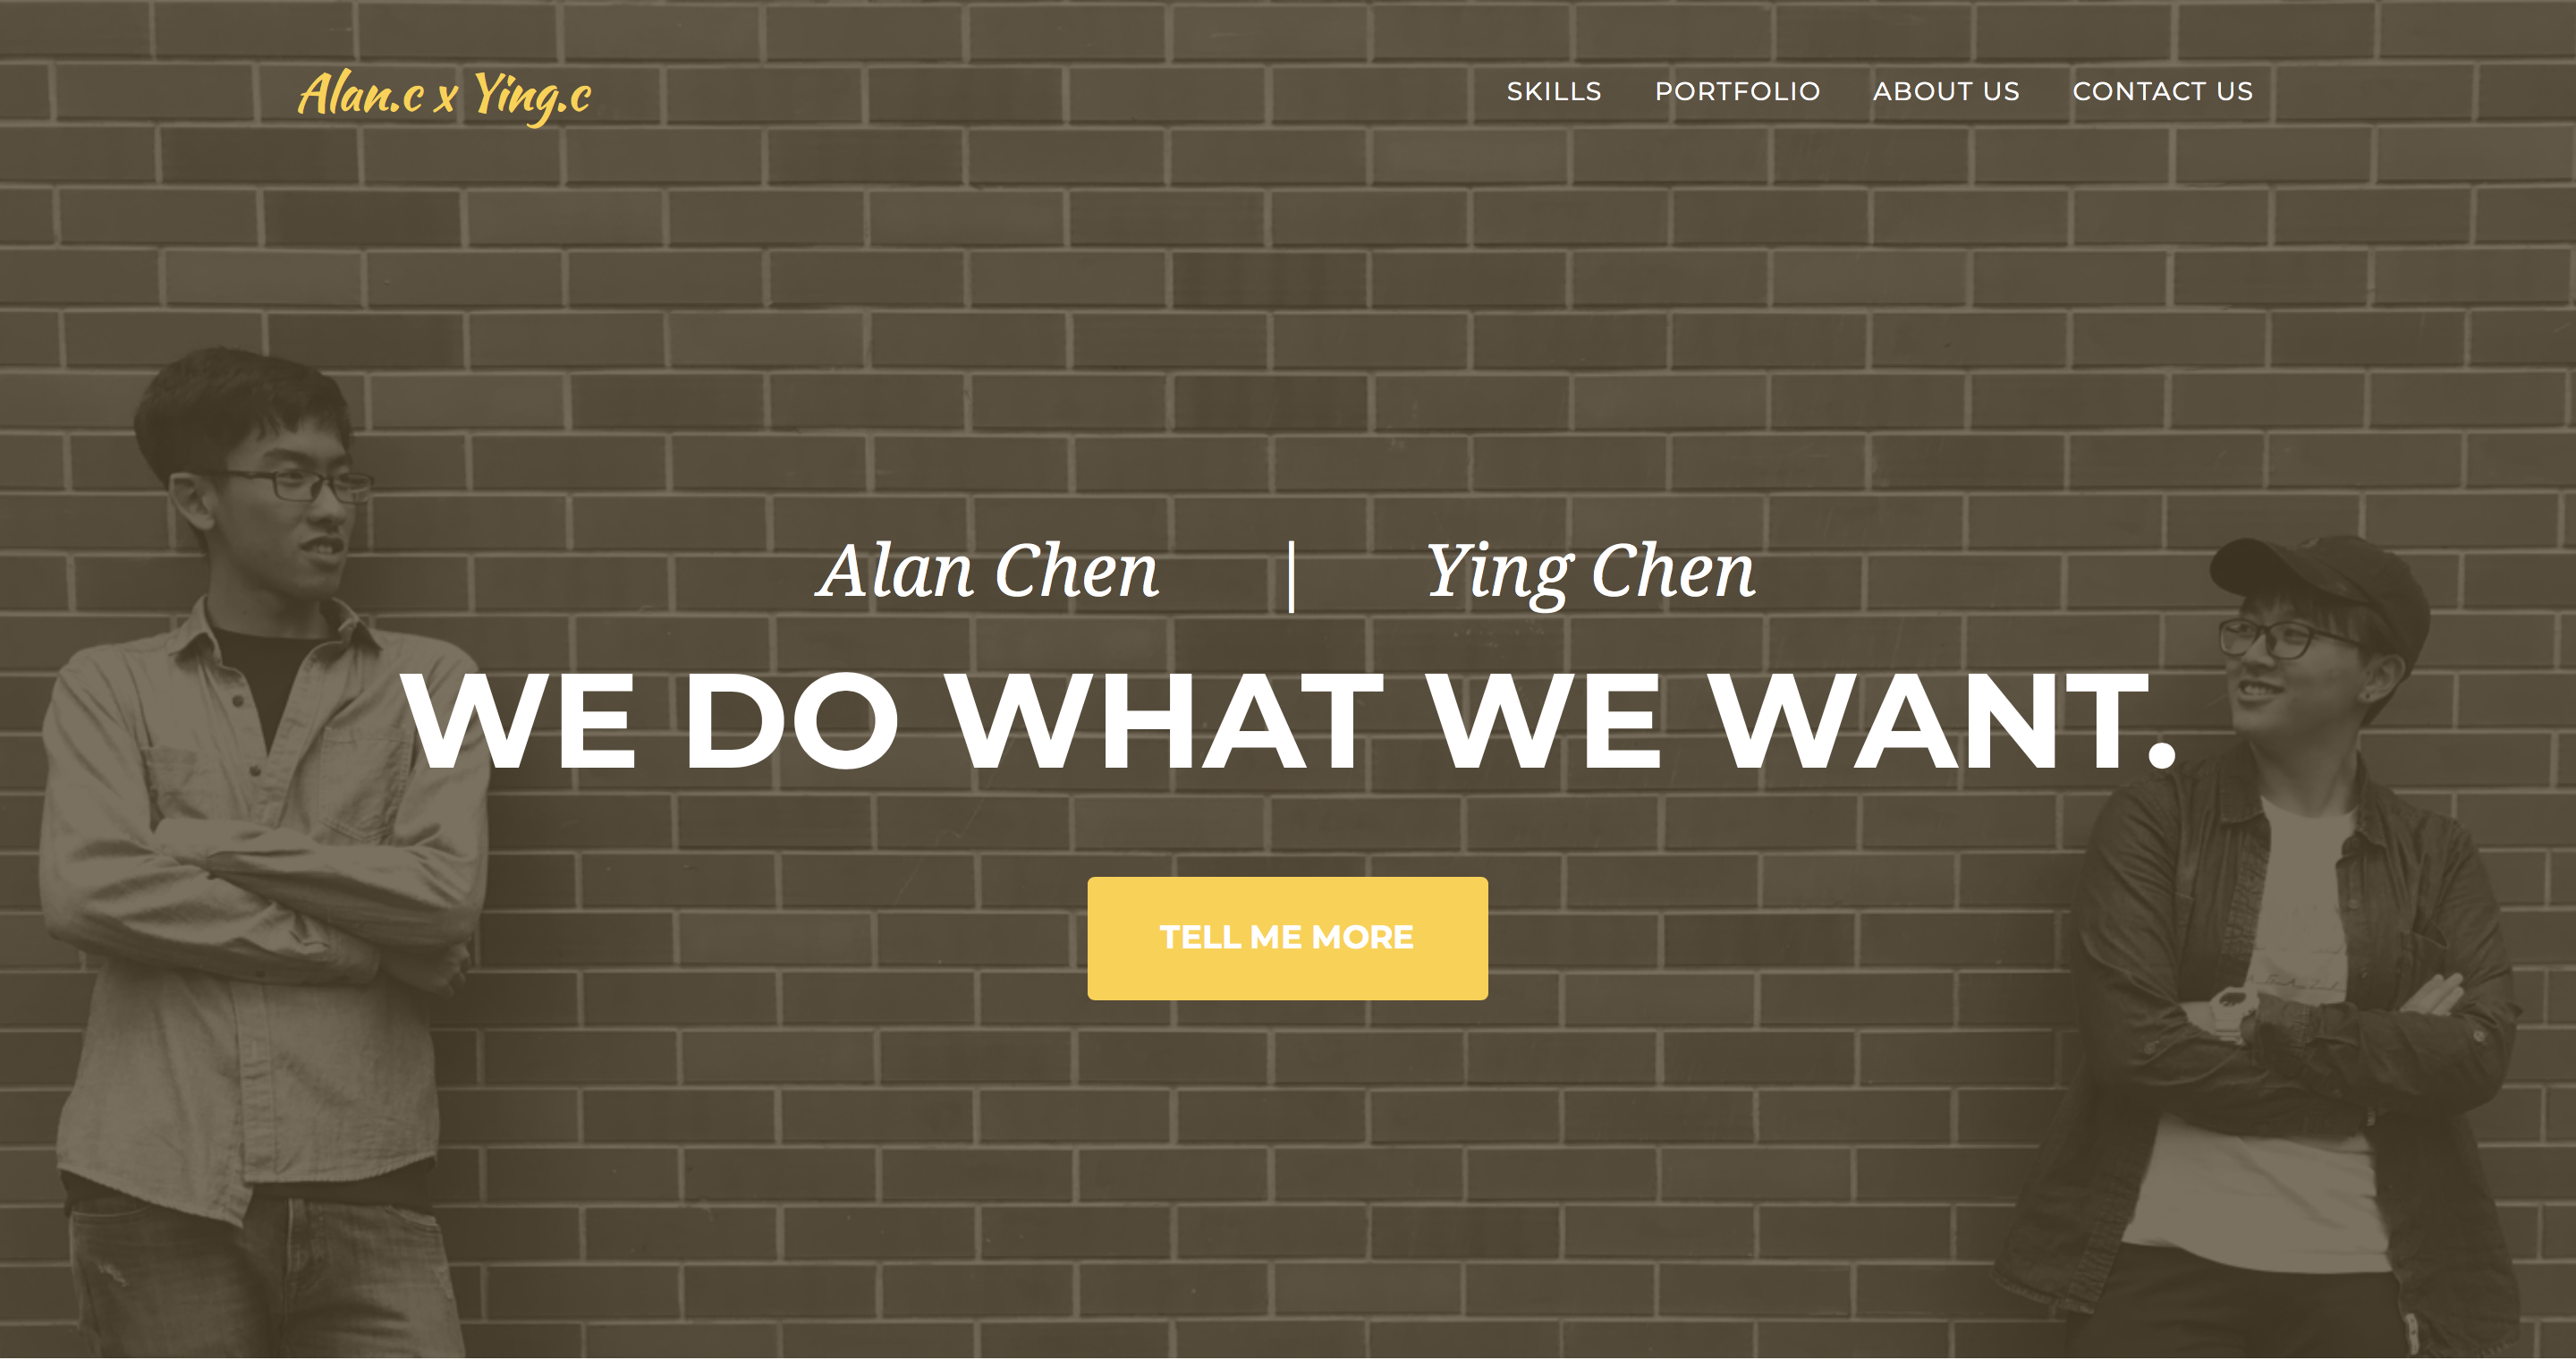 Alan.c x Ying.c
SKILLS PORTFOLIO ABOUT US CONTACT US
Alan Chen | Ying Chen
WE DO WHAT WE WANT.
TELL ME MORE